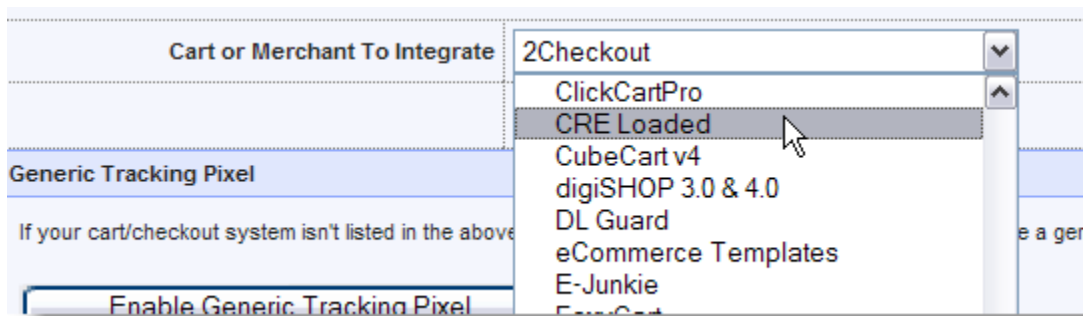 Cart or Merchant To Integrate 2Checkout
ClickCartPro
CRE Loaded
CubeCart v4
digiSHOP 3.0 & 4.0
DL Guard
eCommerce Templates
E-Junkie
Generic Tracking Pixel
If your cart/checkout system isn't listed in the above e a ger
Enable Generic Tracking Pixel